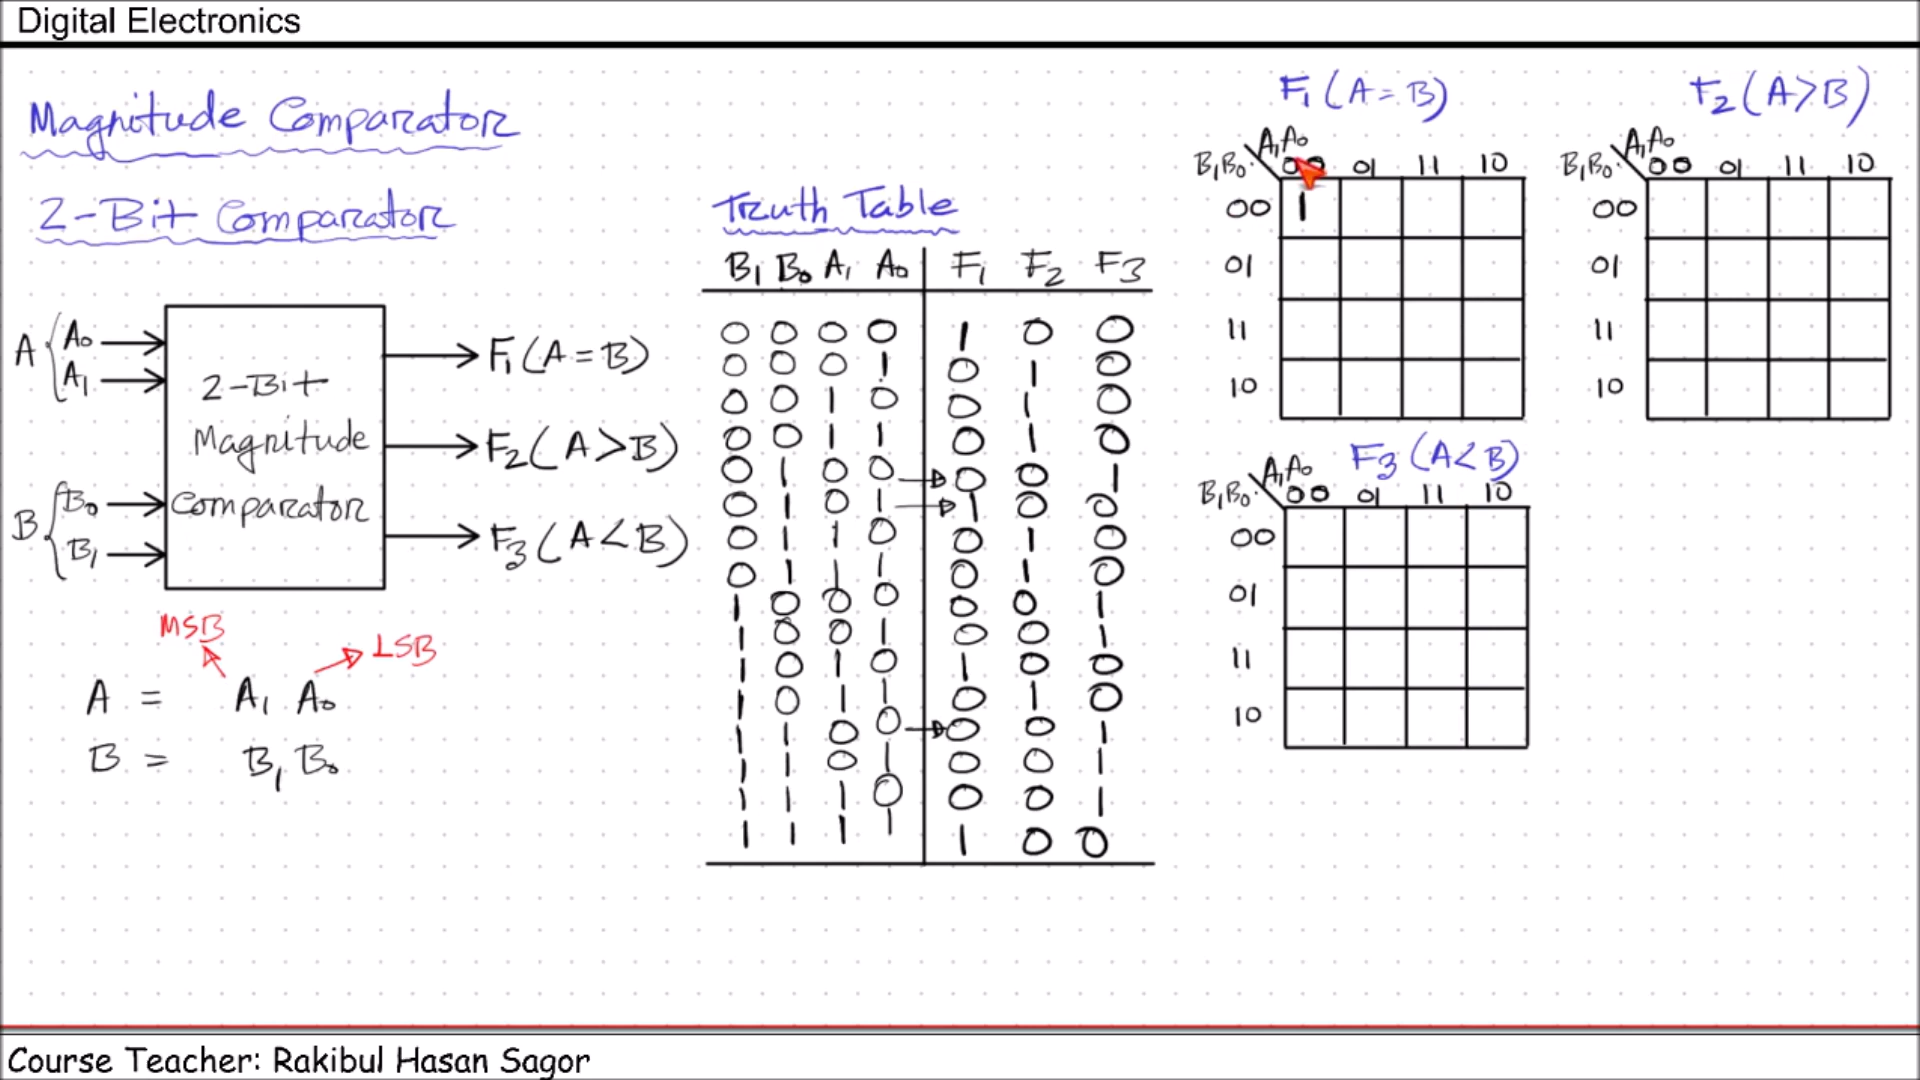 Digital Electronics
Magnitude Comparator
2-Bit Comparator
A
A₀
A₁
B
B₀
B₁
2-Bit
Magnitude
Comparator
F₁ (A = B)
F₂ (A > B)
F₃ (A < B)
MSB
LSB
A = A₁ A₀
B = B₁ B₀
Truth Table
B₁ B₀ A₁ A₀ F₁ F₂ F₃
0 0 0 0 1 0 0
0 0 0 1 0 1 0
0 0 1 0 0 1 0
0 0 1 1 0 1 0
0 1 0 0 0 0 1
0 1 0 1 1 0 0
0 1 1 0 0 1 0
0 1 1 1 0 1 0
1 0 0 0 0 0 1
1 0 0 1 0 0 1
1 0 1 0 1 0 0
1 0 1 1 0 1 0
1 1 0 0 0 0 1
1 1 0 1 0 0 1
1 1 1 0 0 0 1
1 1 1 1 1 0 0
F₁ (A = B)
A₁A₀
B₁B₀
00 01 11 10
00 1
01
11
10
F₂ (A > B)
A₁A₀
B₁B₀
00 01 11 10
00
01
11
10
F₃ (A < B)
A₁A₀
B₁B₀
00 01 11 10
00
01
11
10
Course Teacher: Rakibul Hasan Sagor